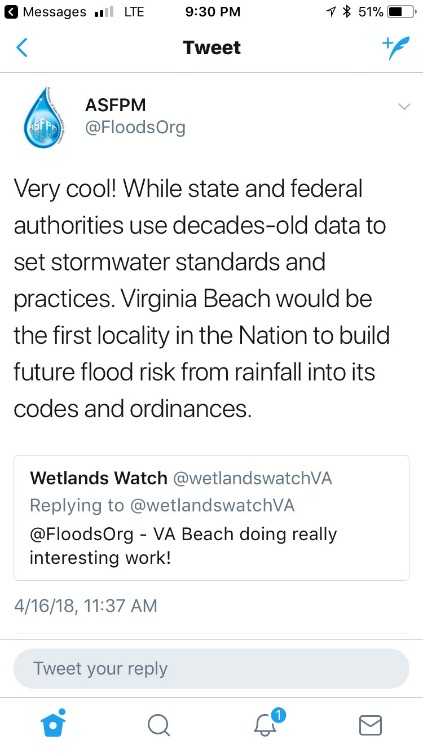 Messages LTE 9:30 PM 51%
Tweet
ASFPM
@FloodsOrg
Very cool! While state and federal
authorities use decades-old data to
set stormwater standards and
practices. Virginia Beach would be
the first locality in the Nation to build
future flood risk from rainfall into its
codes and ordinances.
Wetlands Watch @wetlandswatchVA
Replying to @wetlandswatchVA
@FloodsOrg - VA Beach doing really
interesting work!
4/16/18, 11:37 AM
Tweet your reply
1